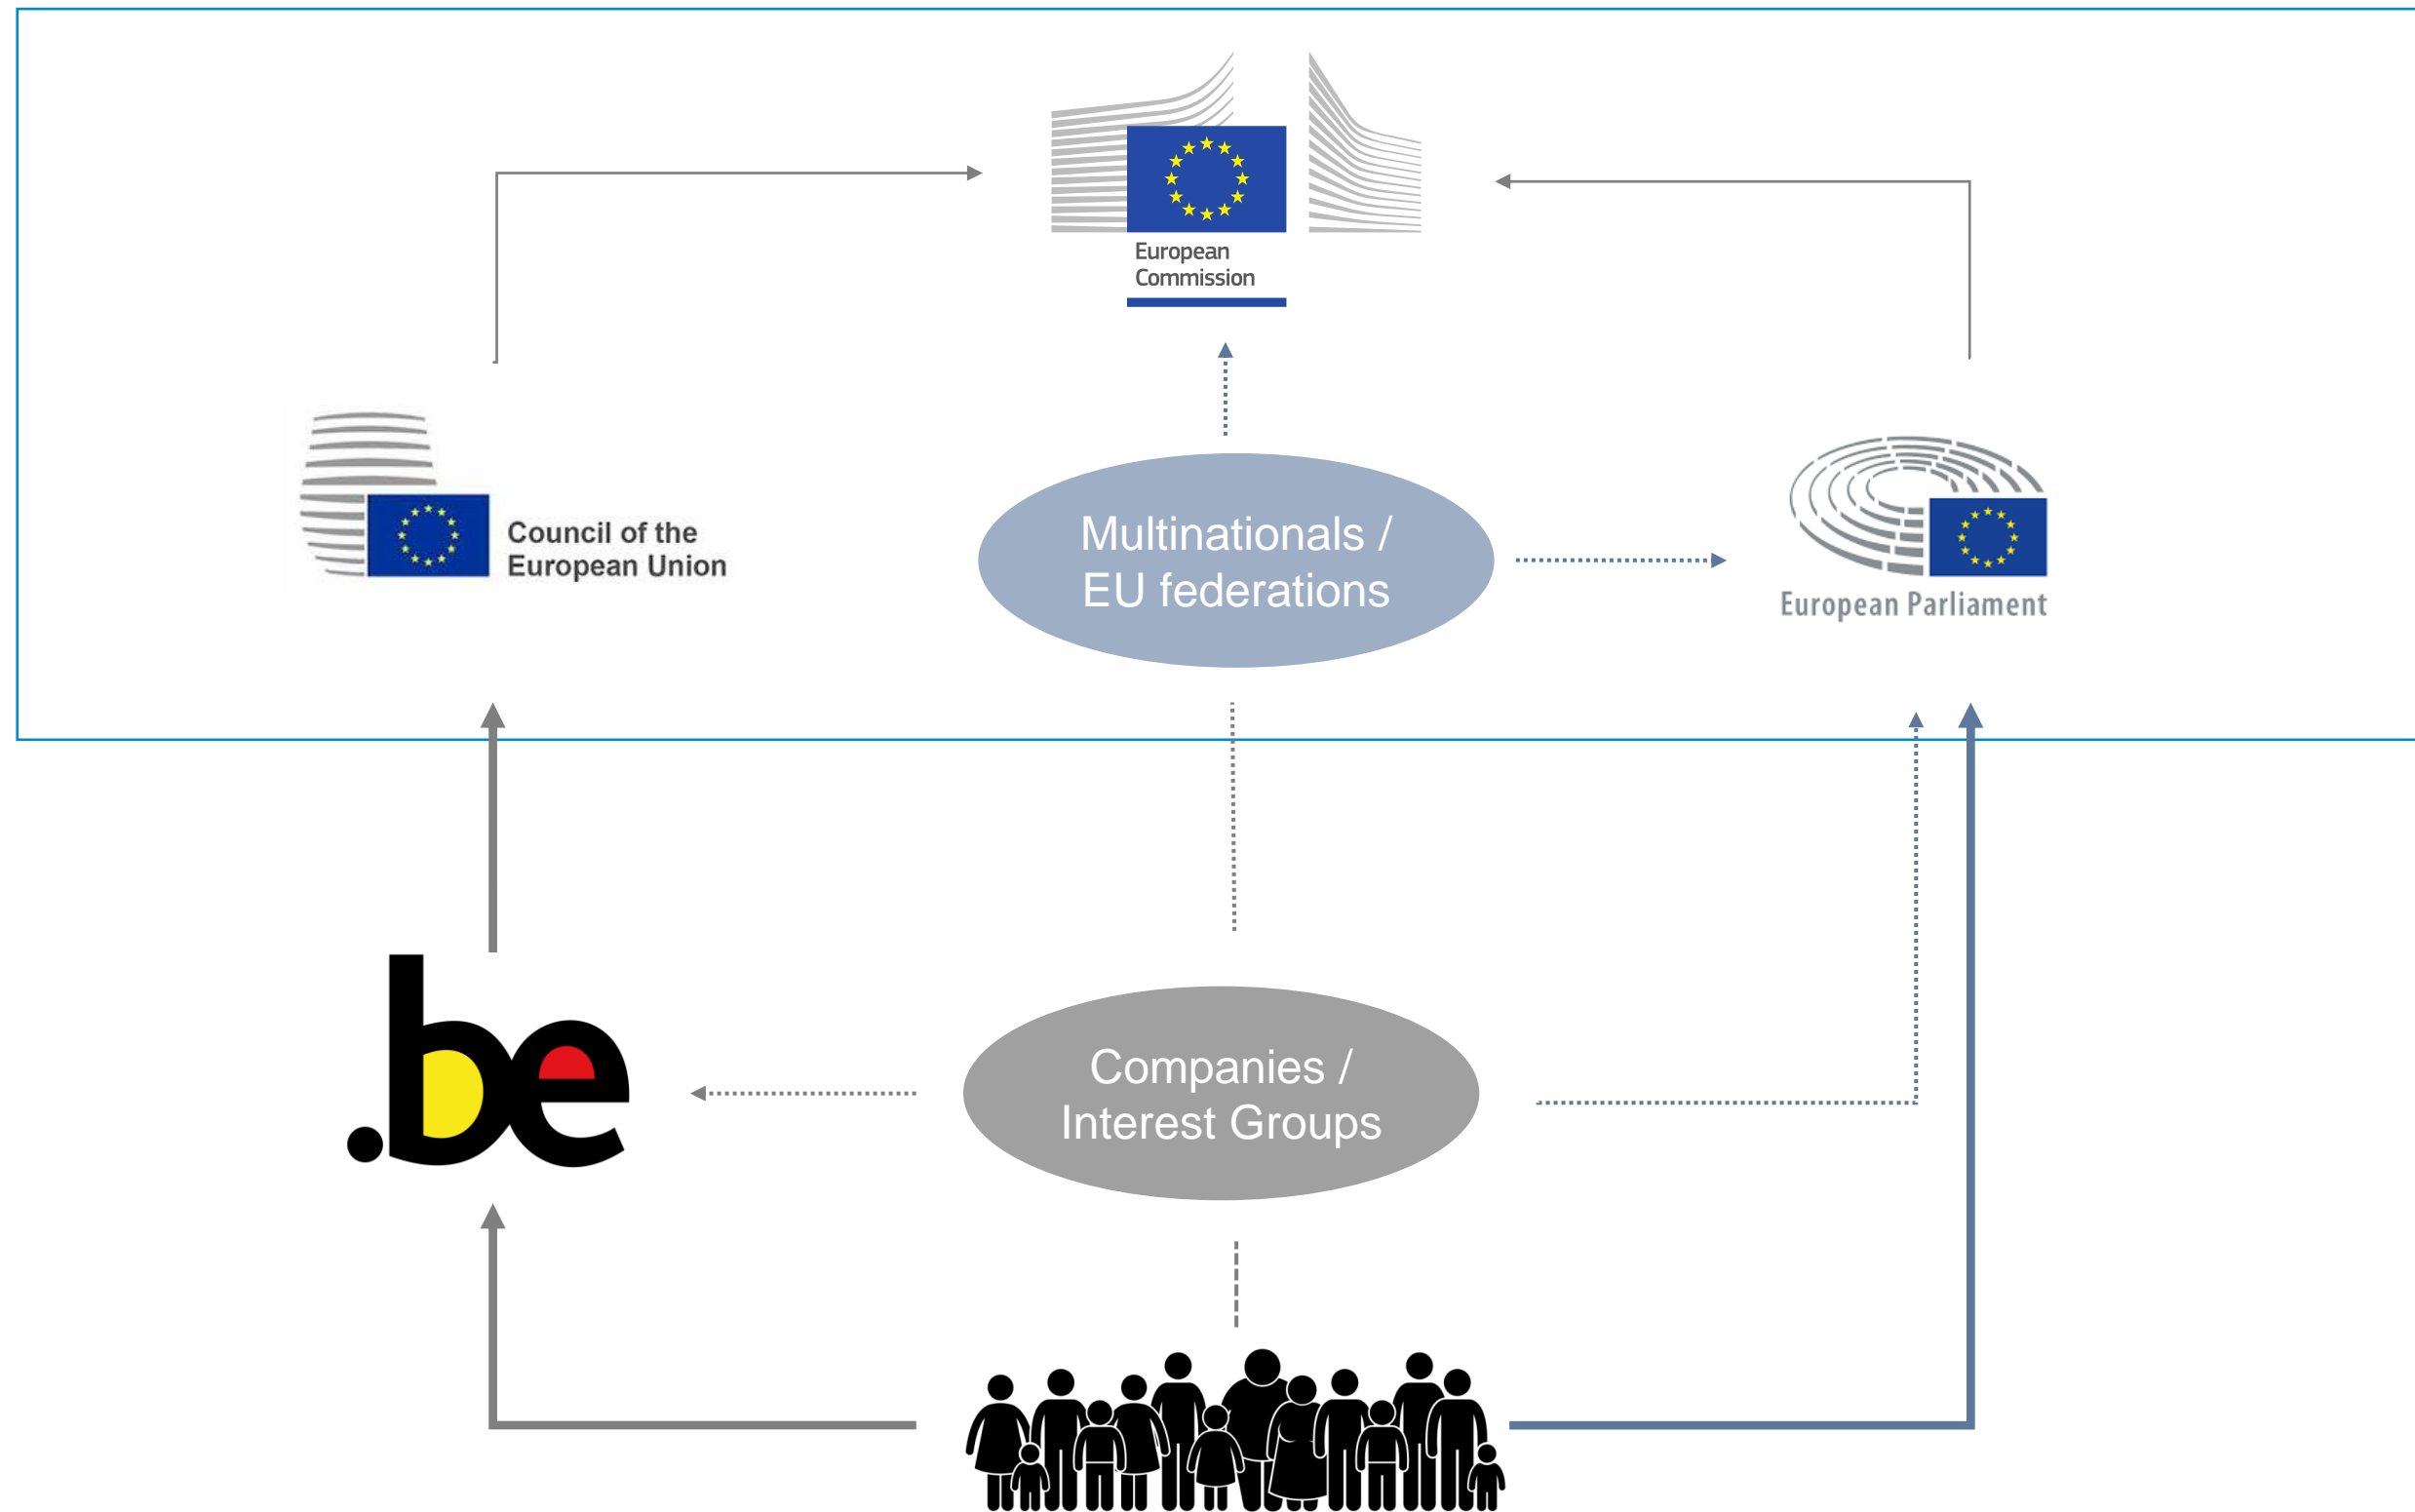 European
Commission
Council of the
European Union
Multinationals /
EU federations
European Parliament
.be
Companies /
Interest Groups